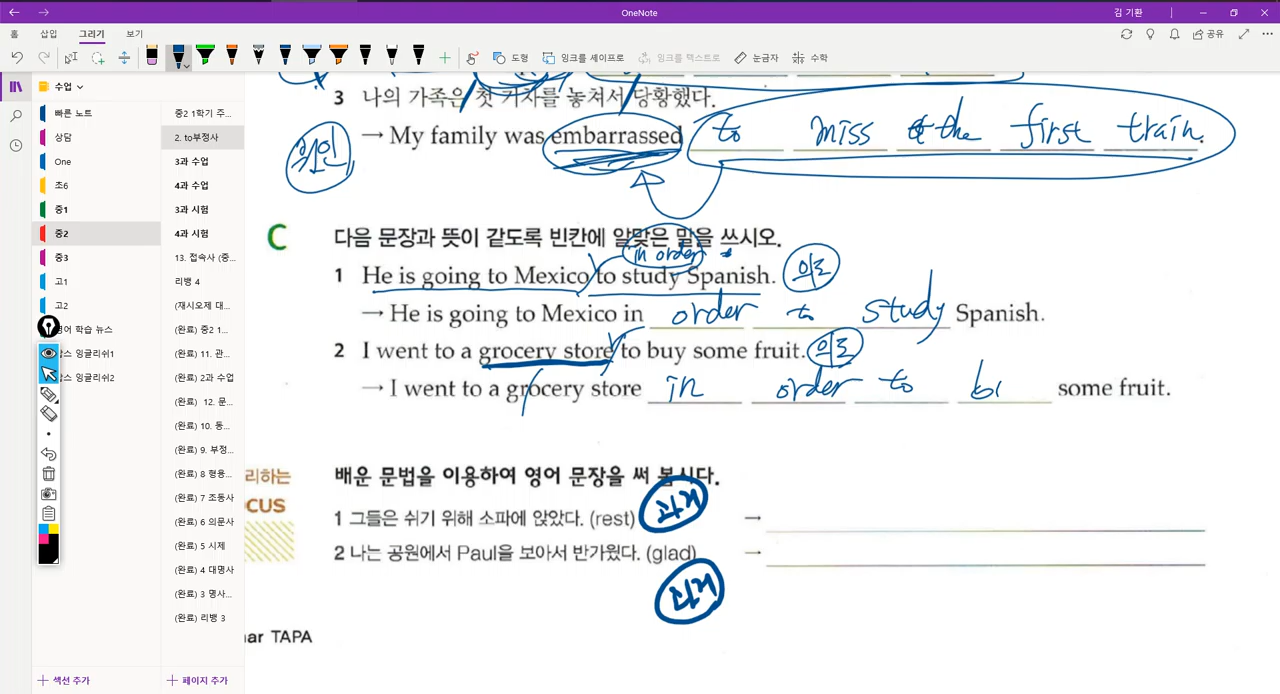 OneNote
김 기환
홈 삽입 그리기 보기
공유
도형 잉크를 셰이프로 잉크를 텍스트로 눈금자 수학
수업
빠른 노트
상담
One
초6
중1
중2
중3
고1
고2
영어 학습 뉴스
스 잉글리쉬1
스 잉글리쉬2
섹션 추가
중2 1학기 주...
2. to부정사
3과 수업
4과 수업
3과 시험
4과 시험
13. 접속사 (중...
리뱅 4
(재시오제 대...
(완료) 중2 1...
(완료) 11. 관...
(완료) 2과 수업
(완료) 12. 문...
(완료) 10. 동...
(완료) 9. 부정...
(완료) 8 형용...
(완료) 7 조동사
(완료) 6 의문사
(완료) 5 시제
(완료) 4 대명사
(완료) 3 명사...
(완료) 리뱅 3
페이지 추가
3 나의 가족은 첫 기차를 놓쳐서 당황했다.
원인
→ My family was embarrassed to miss the first train.
C 다음 문장과 뜻이 같도록 빈칸에 알맞은 말을 쓰시오.
in order
1 He is going to Mexico to study Spanish. 의도
→ He is going to Mexico in order to study Spanish.
2 I went to a grocery store to buy some fruit. 의도
→ I went to a grocery store in order to bu some fruit.
리하는
CUS
배운 문법을 이용하여 영어 문장을 써 봅시다.
1 그들은 쉬기 위해 소파에 앉았다. (rest) 과거 →
2 나는 공원에서 Paul을 보아서 반가웠다. (glad) →
과거
ar TAPA